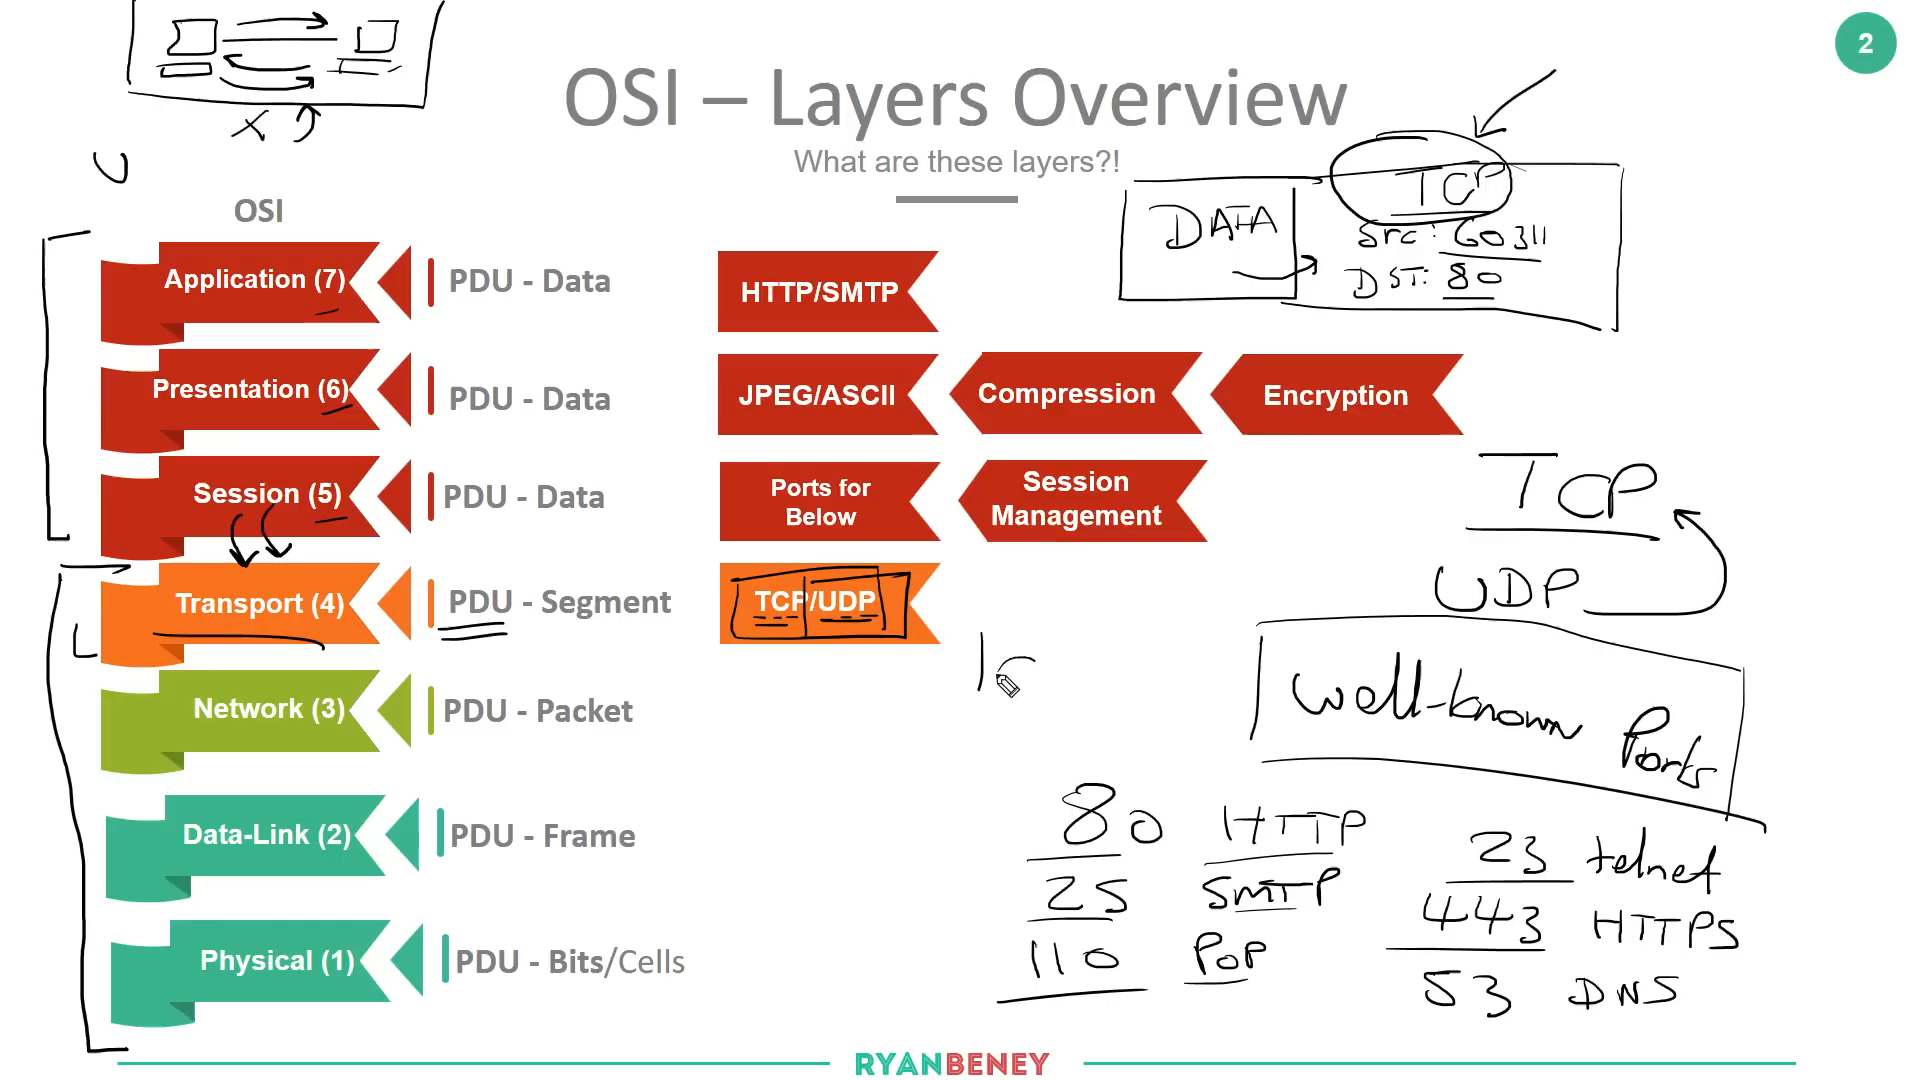 2
OSI – Layers Overview
What are these layers?!
U
OSI
TCP
DATA
Src: 60311
DST: 80
Application (7)
PDU - Data
HTTP/SMTP
Presentation (6)
PDU - Data
JPEG/ASCII
Compression
Encryption
Session (5)
PDU - Data
Ports for
Below
Session
Management
TCP
UDP
Transport (4)
PDU - Segment
TCP/UDP
L
Network (3)
PDU - Packet
well-known Ports
Data-Link (2)
PDU - Frame
80 HTTP
25 SMTP
110 POP
23 telnet
443 HTTPS
53 DNS
Physical (1)
PDU - Bits/Cells
RYANBENEY